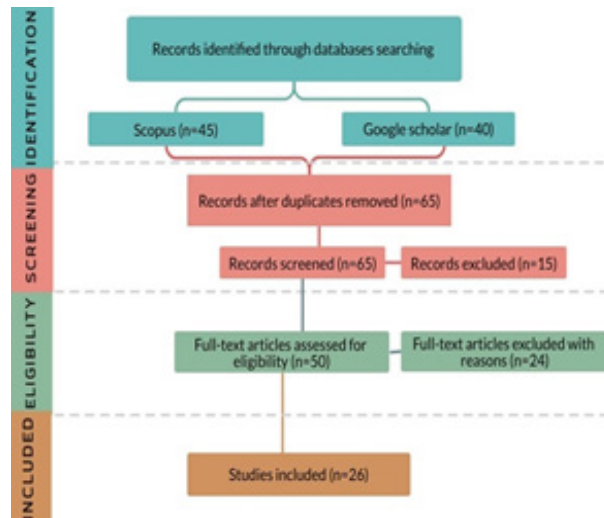 IDENTIFICATION
Records identified through databases searching
Scopus (n=45)
Google scholar (n=40)
SCREENING
Records after duplicates removed (n=65)
Records screened (n=65)
Records excluded (n=15)
ELIGIBILITY
Full-text articles assessed for
eligibility (n=50)
Full-text articles excluded with
reasons (n=24)
INCLUDED
Studies included (n=26)